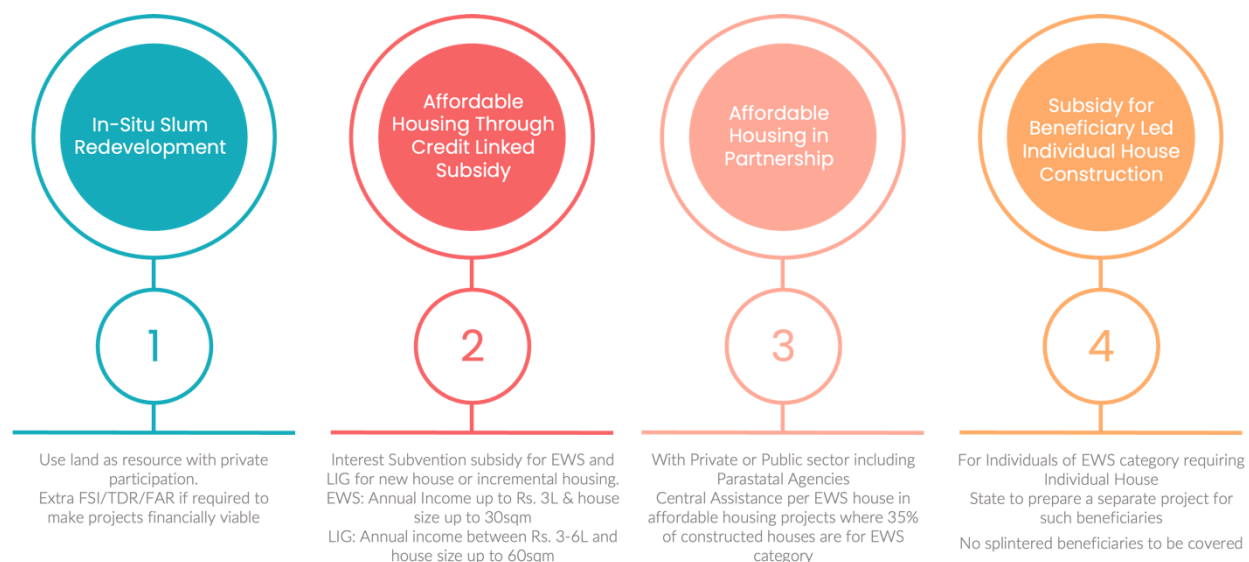 In-Situ Slum
Redevelopment
1
Use land as resource with private
participation.
Extra FSI/TDR/FAR if required to
make projects financially viable
Affordable
Housing Through
Credit Linked
Subsidy
2
Interest Subvention subsidy for EWS and
LIG for new house or incremental housing.
EWS: Annual Income up to Rs. 3L & house
size up to 30sqm
LIG: Annual income between Rs. 3-6L and
house size up to 60sqm
Affordable
Housing in
Partnership
3
With Private or Public sector including
Parastatal Agencies
Central Assistance per EWS house in
affordable housing projects where 35%
of constructed houses are for EWS
category
Subsidy for
Beneficiary Led
Individual House
Construction
4
For Individuals of EWS category requiring
Individual House
State to prepare a separate project for
such beneficiaries
No splintered beneficiaries to be covered